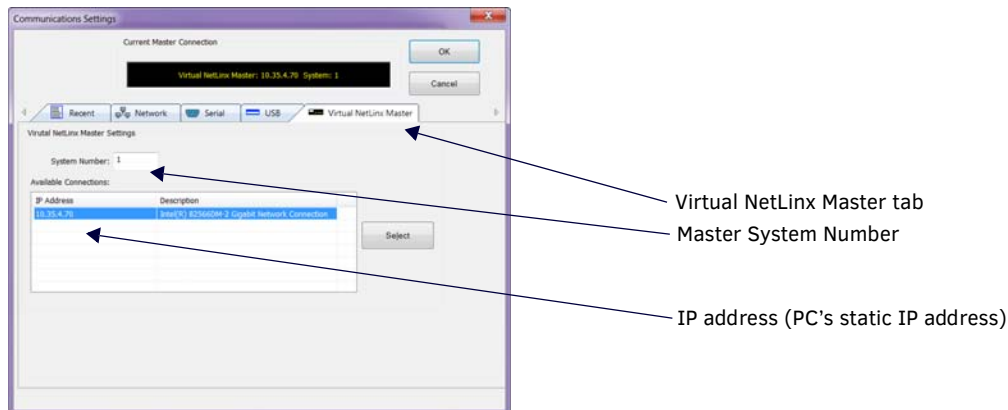 Communications Settings
Current Master Connection
OK
Virtual NetLinx Master: 10.35.4.70 System: 1
Cancel
Recent
Network
Serial
USB
Virtual NetLinx Master
Virutal NetLinx Master Settings
System Number: 1
Available Connections:
IP Address Description
10.35.4.70 Intel(R) 82566DM-2 Gigabit Network Connection
Select
Virtual NetLinx Master tab
Master System Number
IP address (PC’s static IP address)